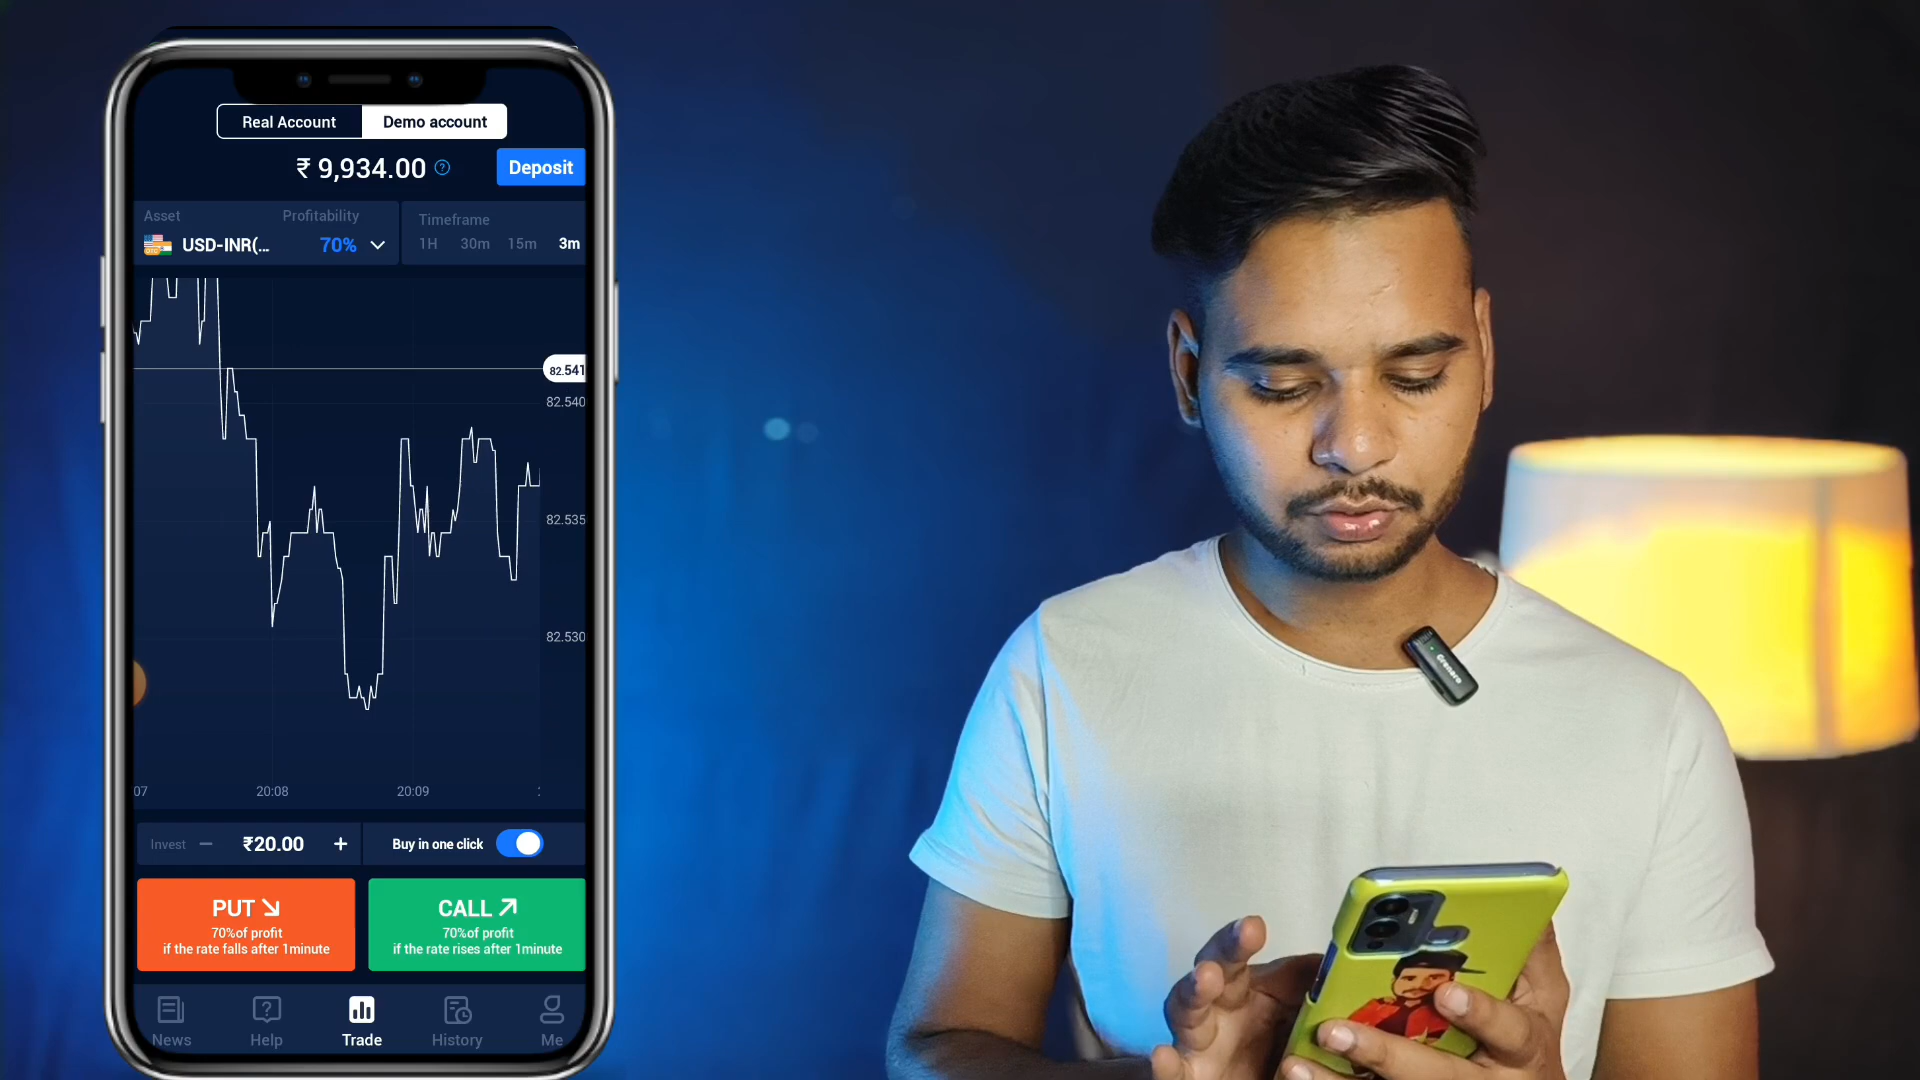 Real Account
Demo account
₹ 9,934.00 ?
Deposit
Asset
Profitability
USD-INR(...
70%
Timeframe
1H 30m 15m 3m
82.541
82.540
82.535
82.530
07 20:08 20:09
Invest − ₹20.00 +
Buy in one click
PUT
70%of profit
if the rate falls after 1minute
CALL
70%of profit
if the rate rises after 1minute
News
Help
Trade
History
Me
Grenaro